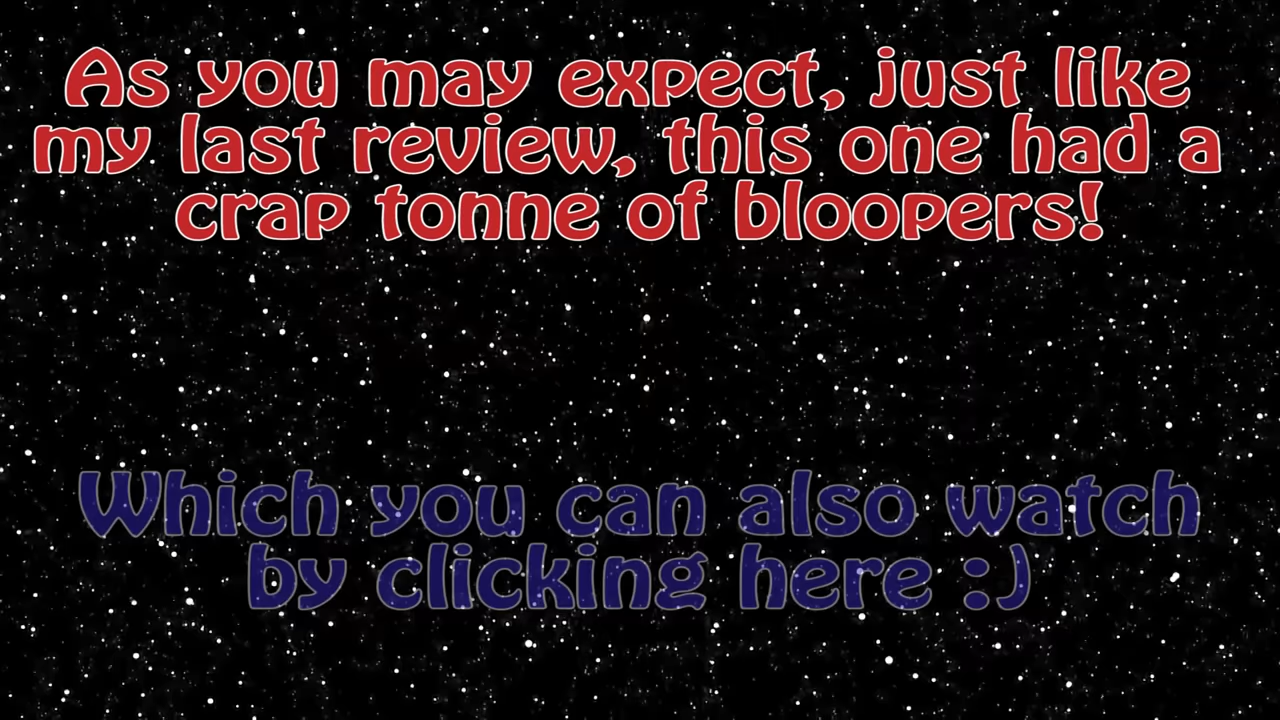 As you may expect, just like
my last review, this one had a
crap tonne of bloopers!
Which you can also watch
by clicking here :)